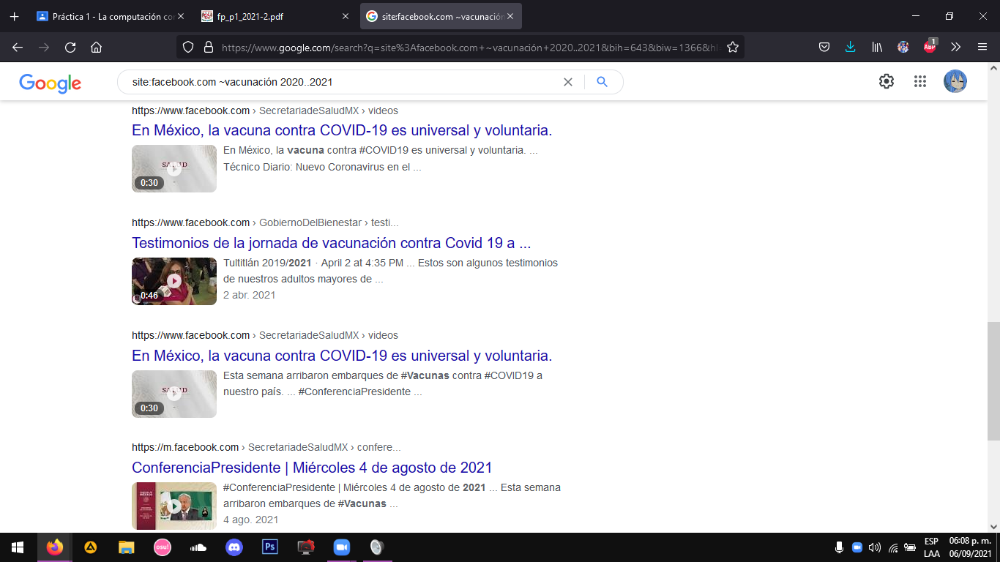 Práctica 1 - La computación co
fp_p1_2021-2.pdf
site:facebook.com ~vacunación
https://www.google.com/search?q=site%3Afacebook.com+~vacunación+2020..2021&bih=643&biw=1366&hl=
1
ABP
Google
site:facebook.com ~vacunación 2020..2021
https://www.facebook.com › SecretariadeSaludMX › videos
En México, la vacuna contra COVID-19 es universal y voluntaria.
En México, la vacuna contra #COVID19 es universal y voluntaria. ...
Técnico Diario: Nuevo Coronavirus en el ...
SALUD
0:30
https://www.facebook.com › GobiernoDelBienestar › testi...
Testimonios de la jornada de vacunación contra Covid 19 a ...
Tultitlán 2019/2021 · April 2 at 4:35 PM ... Estos son algunos testimonios
de nuestros adultos mayores de ...
2 abr. 2021
0:46
https://www.facebook.com › SecretariadeSaludMX › videos
En México, la vacuna contra COVID-19 es universal y voluntaria.
Esta semana arribaron embarques de #Vacunas contra #COVID19 a
nuestro país. ... #ConferenciaPresidente ...
SALUD
0:30
https://m.facebook.com › SecretariadeSaludMX › confere...
ConferenciaPresidente | Miércoles 4 de agosto de 2021
#ConferenciaPresidente | Miércoles 4 de agosto de 2021 ... Esta semana
arribaron embarques de #Vacunas ...
4 ago. 2021
osu!
Ps
ESP
LAA
06:08 p. m.
06/09/2021